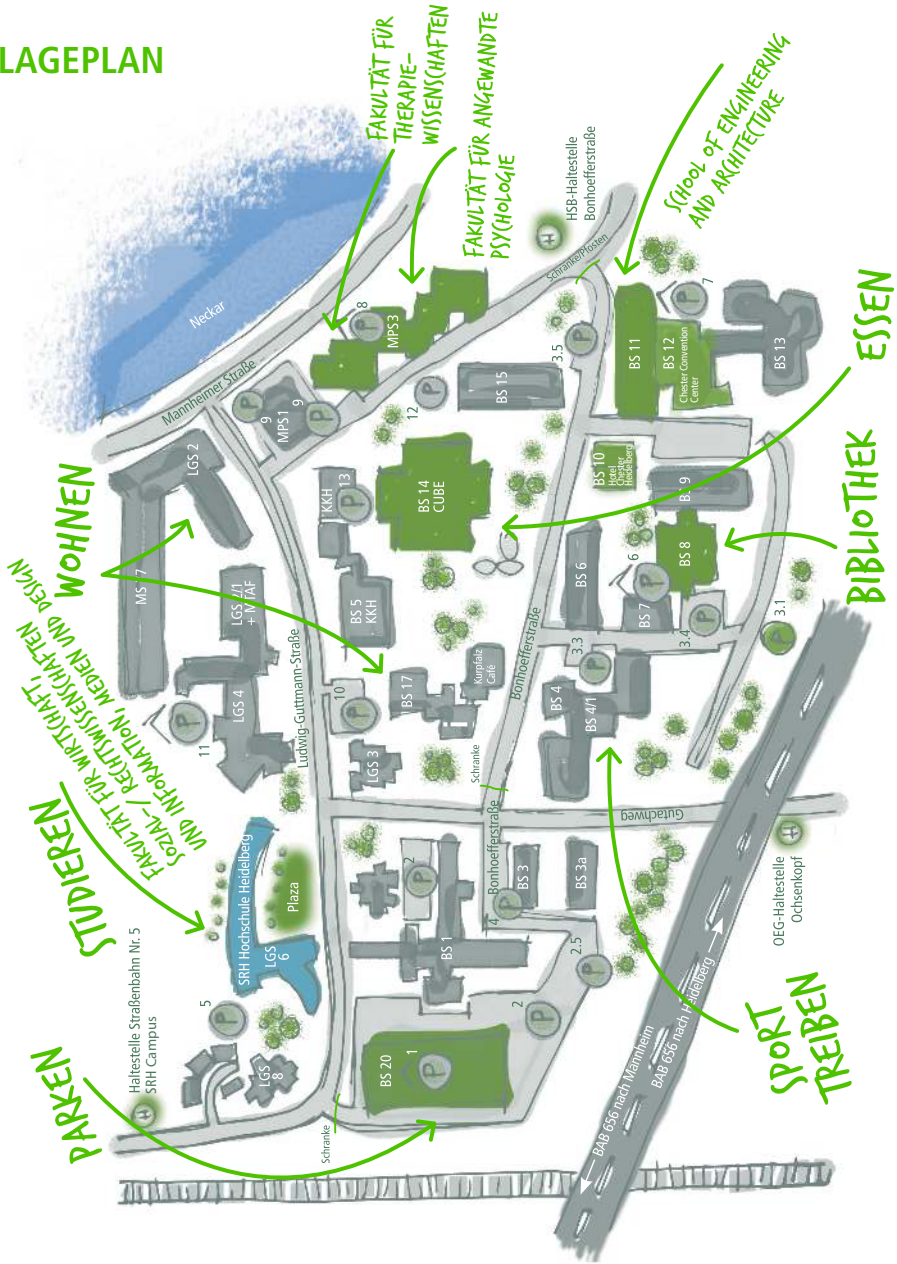 LAGEPLAN
FAKULTÄT FÜR
THERAPIE-
WISSENSCHAFTEN
FAKULTÄT FÜR ANGEWANDTE
PSYCHOLOGIE
SCHOOL OF ENGINEERING
AND ARCHITECTURE
HSB-Haltestelle
Bonhoefferstraße
H
Schranke/Pfosten
ESSEN
BIBLIOTHEK
WOHNEN
STUDIEREN
FAKULTÄT FÜR WIRTSCHAFT,
SOZIAL-/ RECHTSWISSENSCHAFTEN
UND INFORMATION, MEDIEN UND DESIGN
PARKEN
Haltestelle Straßenbahn Nr. 5
SRH Campus
H
SPORT
TREIBEN
OEG-Haltestelle
Ochsenkopf
H
Neckar
Mannheimer Straße
Ludwig-Guttmann-Straße
Bonhoefferstraße
Bonhoefferstraße
Gutachweg
BAB 656 nach Mannheim
BAB 656 nach Heidelberg
Schranke
Schranke
LGS 2
LGS 4
LGS 3
SRH Hochschule Heidelberg
LGS
6
Plaza
LGS
8
MPS1
9
9
P
P
MPS3
8
P
12
P
BS 15
3.5
P
BS 11
BS 12
Chester Convention
Center
7
P
BS 13
BS 10
Hotel
Chester
Heidelberg
BS 9
BS 8
6
P
BS 7
BS 6
3.4
P
3.3
P
3.1
P
BS 4
BS 4/1
BS 14
CUBE
KKH
13
P
BS 5
KKH
BS 17
Kurpfalz
Café
10
P
11
P
5
P
2
P
BS 1
BS 3
BS 3a
4
P
2.5
P
2
P
BS 20
1
P